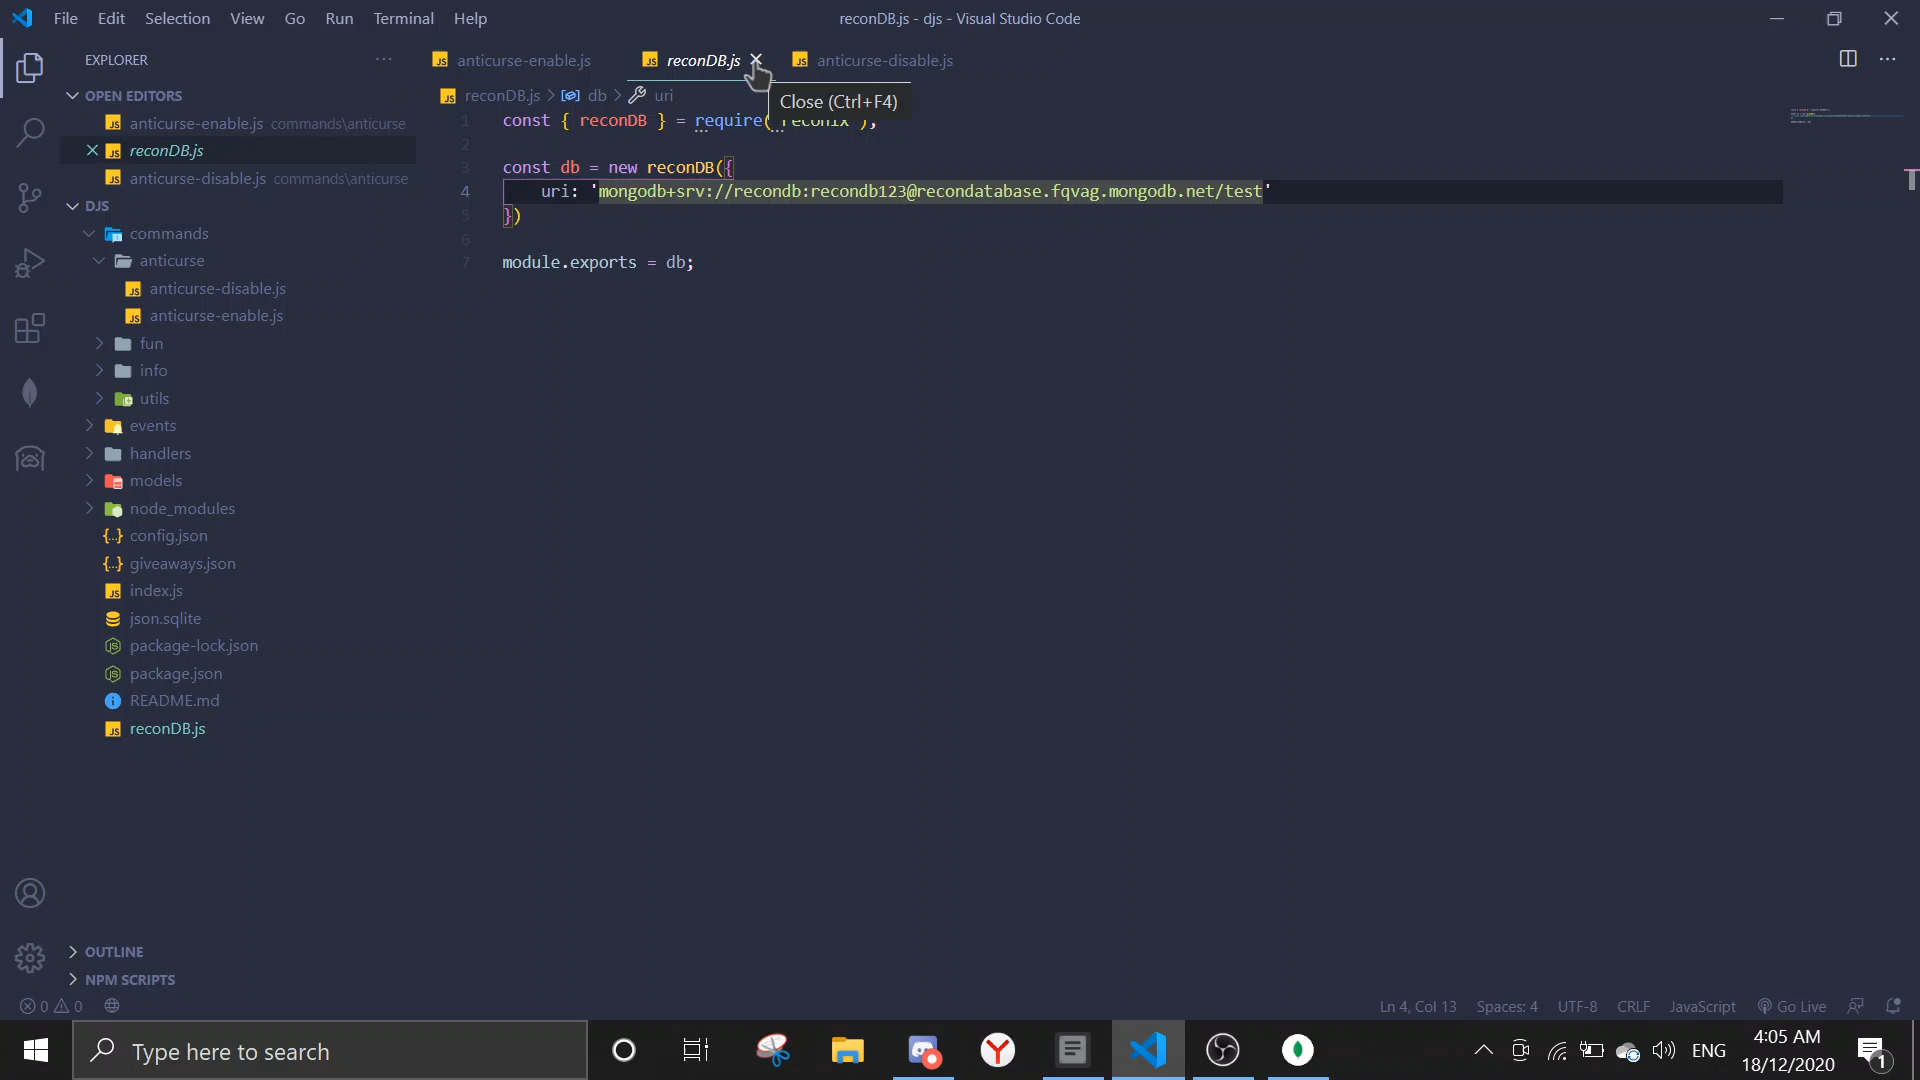 File Edit Selection View Go Run Terminal Help
reconDB.js - djs - Visual Studio Code
EXPLORER
OPEN EDITORS
anticurse-enable.js commands\anticurse
reconDB.js
anticurse-disable.js commands\anticurse
DJS
commands
anticurse
anticurse-disable.js
anticurse-enable.js
fun
info
utils
events
handlers
models
node_modules
config.json
giveaways.json
index.js
json.sqlite
package-lock.json
package.json
README.md
reconDB.js
OUTLINE
NPM SCRIPTS
anticurse-enable.js reconDB.js anticurse-disable.js
reconDB.js > db > uri
Close (Ctrl+F4)
1 const { reconDB } = require('reconlx');
2
3 const db = new reconDB({
4 uri: 'mongodb+srv://recondb:recondb123@recondatabase.fqvag.mongodb.net/test'
5 })
6
7 module.exports = db;
0 0
Ln 4, Col 13 Spaces: 4 UTF-8 CRLF JavaScript Go Live
Type here to search
ENG
4:05 AM
18/12/2020
1